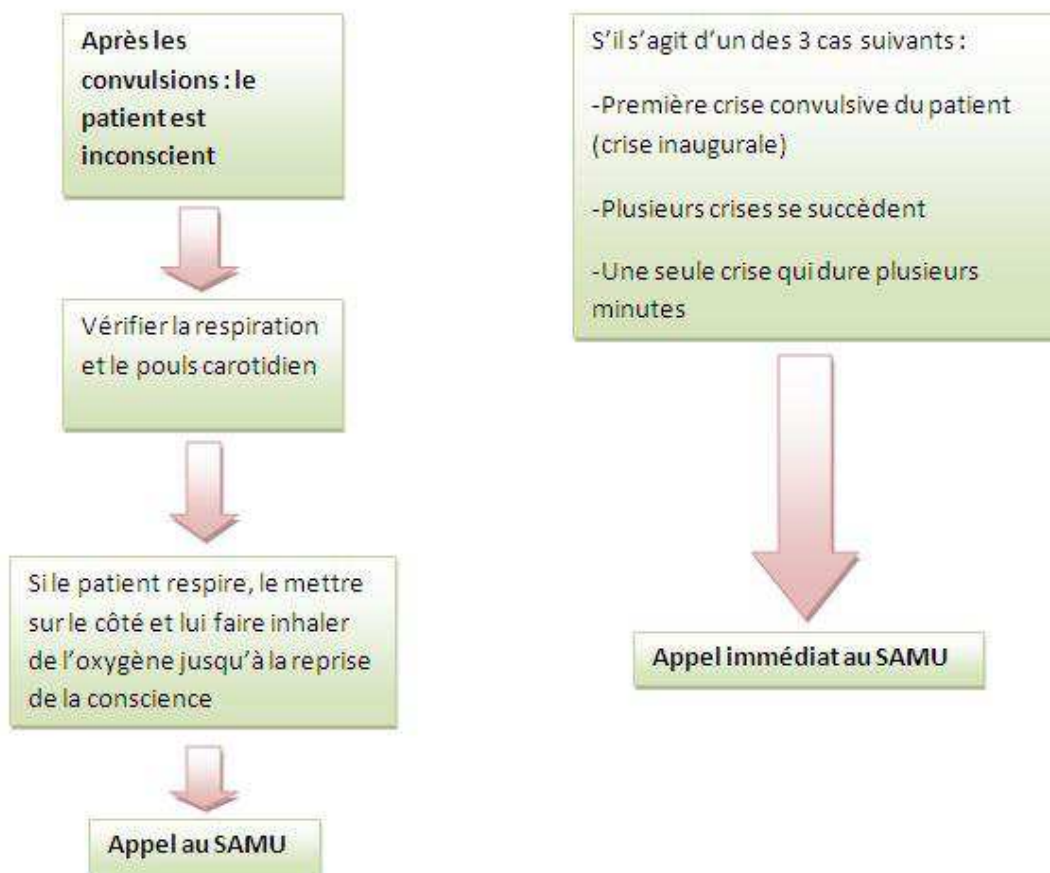 Après les
convulsions : le
patient est
inconscient
Vérifier la respiration
et le pouls carotidien
Si le patient respire, le mettre
sur le côté et lui faire inhaler
de l’oxygène jusqu’à la reprise
de la conscience
Appel au SAMU
S’il s’agit d’un des 3 cas suivants :
-Première crise convulsive du patient
(crise inaugurale)
-Plusieurs crises se succèdent
-Une seule crise qui dure plusieurs
minutes
Appel immédiat au SAMU